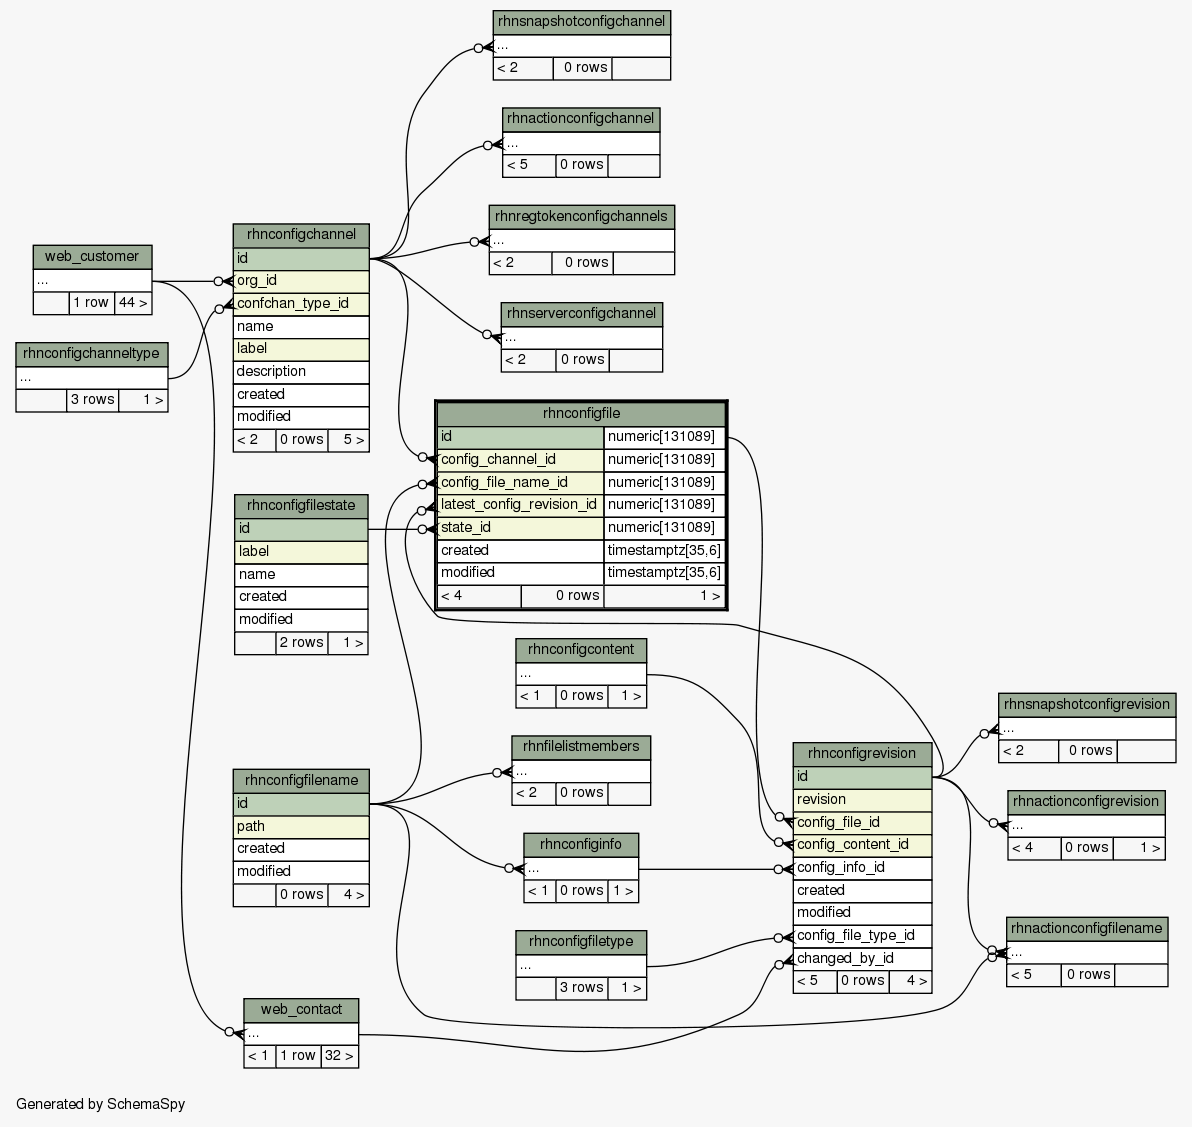 rhnsnapshotconfigchannel
...
< 2 0 rows
rhnactionconfigchannel
...
< 5 0 rows
rhnregtokenconfigchannels
...
< 2 0 rows
rhnserverconfigchannel
...
< 2 0 rows
web_customer
...
1 row 44 >
rhnconfigchanneltype
...
3 rows 1 >
rhnconfigchannel
id
org_id
confchan_type_id
name
label
description
created
modified
< 2 0 rows 5 >
rhnconfigfile
id numeric[131089]
config_channel_id numeric[131089]
config_file_name_id numeric[131089]
latest_config_revision_id numeric[131089]
state_id numeric[131089]
created timestamptz[35,6]
modified timestamptz[35,6]
< 4 0 rows 1 >
rhnconfigfilestate
id
label
name
created
modified
2 rows 1 >
rhnconfigcontent
...
< 1 0 rows 1 >
rhnfilelistmembers
...
< 2 0 rows
rhnconfigfilename
id
path
created
modified
0 rows 4 >
rhnconfiginfo
...
< 1 0 rows 1 >
rhnconfigfiletype
...
3 rows 1 >
rhnconfigrevision
id
revision
config_file_id
config_content_id
config_info_id
created
modified
config_file_type_id
changed_by_id
< 5 0 rows 4 >
rhnsnapshotconfigrevision
...
< 2 0 rows
rhnactionconfigrevision
...
< 4 0 rows 1 >
rhnactionconfigfilename
...
< 5 0 rows
web_contact
...
< 1 1 row 32 >
Generated by SchemaSpy